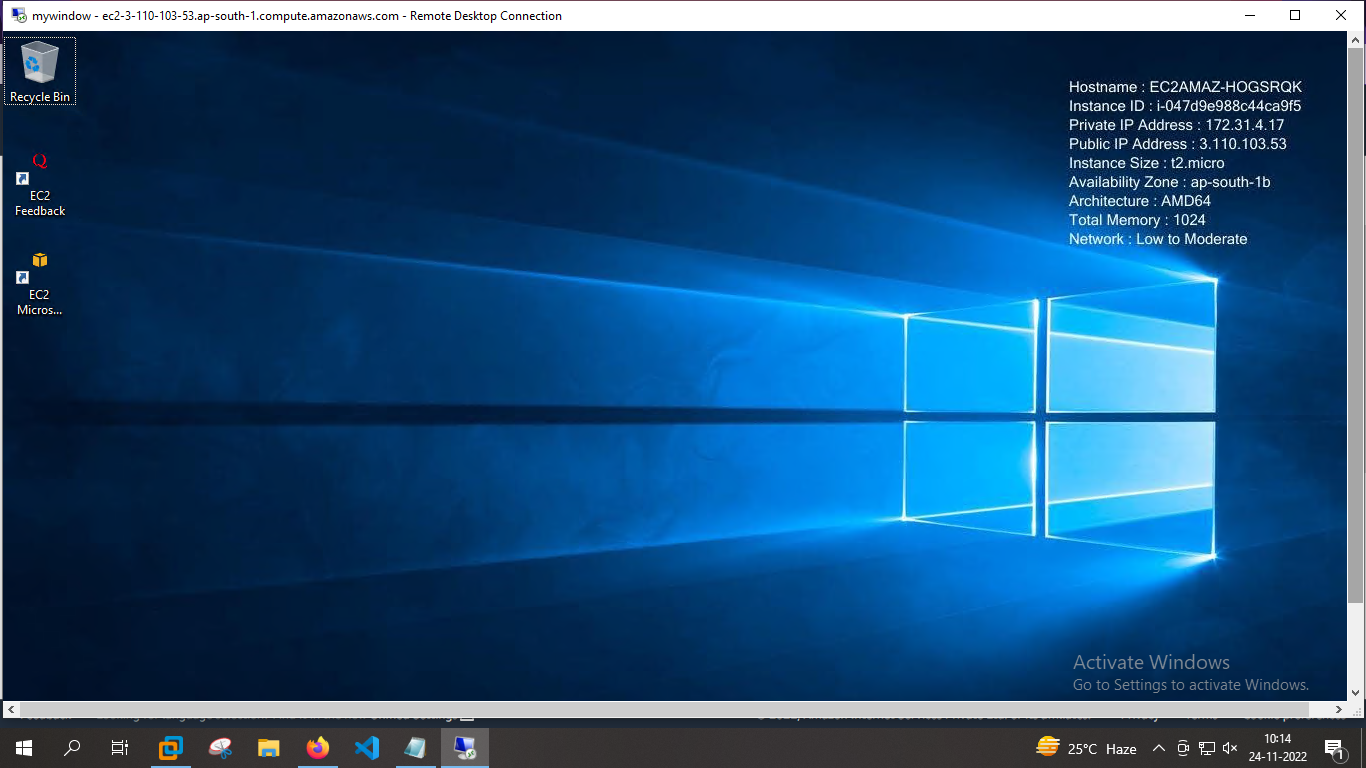 mywindow - ec2-3-110-103-53.ap-south-1.compute.amazonaws.com - Remote Desktop Connection
Recycle Bin
Q
EC2
Feedback
EC2
Micros...
Hostname : EC2AMAZ-HOGSRQK
Instance ID : i-047d9e988c44ca9f5
Private IP Address : 172.31.4.17
Public IP Address : 3.110.103.53
Instance Size : t2.micro
Availability Zone : ap-south-1b
Architecture : AMD64
Total Memory : 1024
Network : Low to Moderate
Activate Windows
Go to Settings to activate Windows.
25°C Haze
10:14
24-11-2022
1